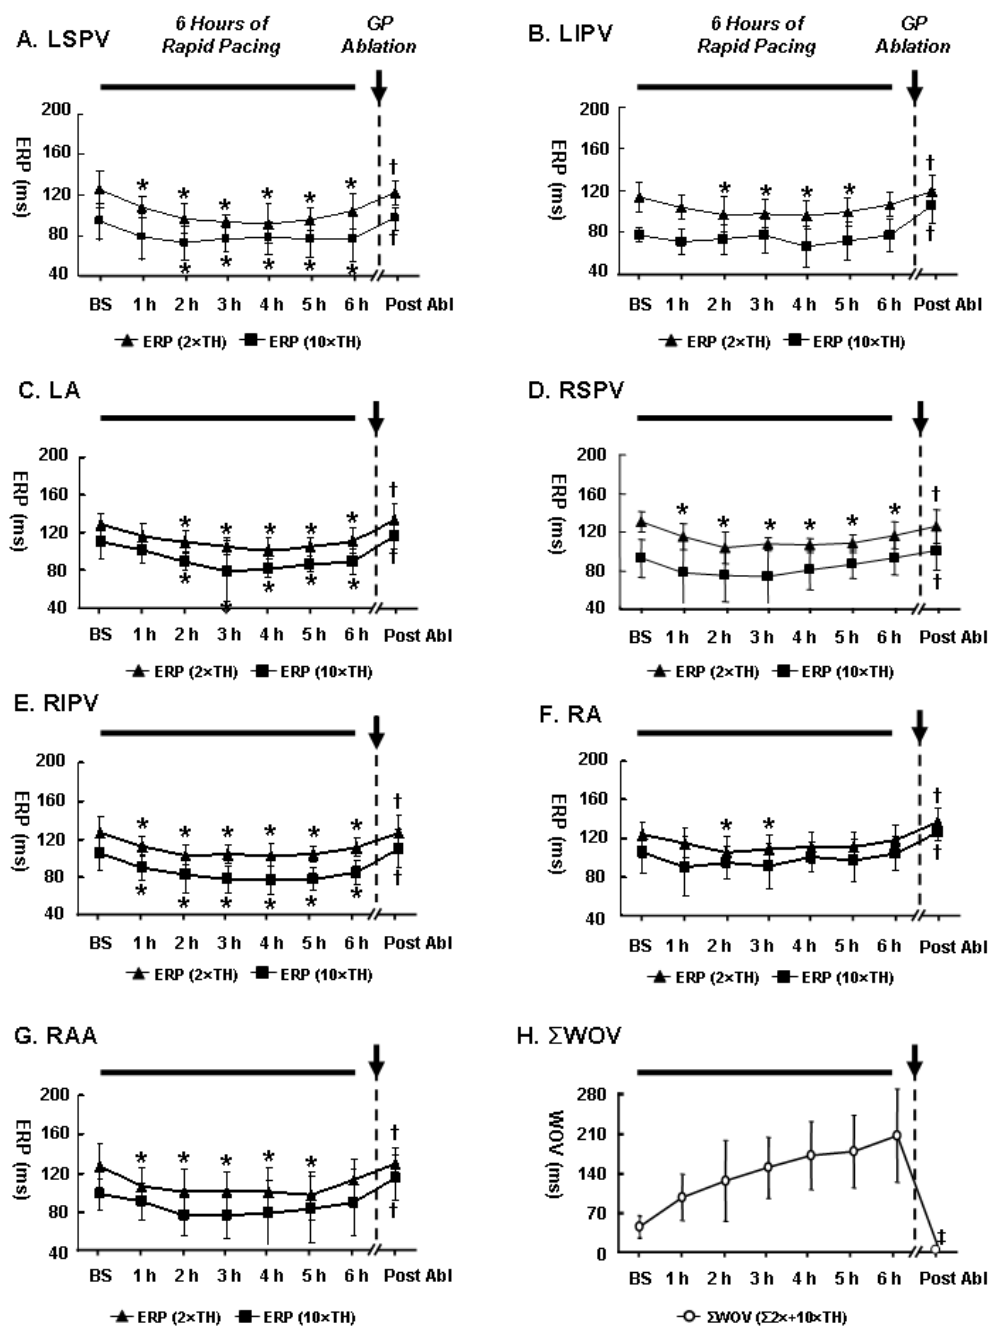 6 Hours of
Rapid Pacing
GP
Ablation
A. LSPV
ERP (ms)
200
160
120
80
40
* * * * * * †
* * * * * †
BS 1 h 2 h 3 h 4 h 5 h 6 h Post Abl
ERP (2×TH) ERP (10×TH)
6 Hours of
Rapid Pacing
GP
Ablation
B. LIPV
ERP (ms)
200
160
120
80
40
* * * * †
†
BS 1 h 2 h 3 h 4 h 5 h 6 h Post Abl
ERP (2×TH) ERP (10×TH)
C. LA
ERP (ms)
200
160
120
80
40
* * * * * †
* * * * * †
BS 1 h 2 h 3 h 4 h 5 h 6 h Post Abl
ERP (2×TH) ERP (10×TH)
D. RSPV
ERP (ms)
200
160
120
80
40
* * * * * * †
†
BS 1 h 2 h 3 h 4 h 5 h 6 h Post Abl
ERP (2×TH) ERP (10×TH)
E. RIPV
ERP (ms)
200
160
120
80
40
* * * * * * †
* * * * * * †
BS 1 h 2 h 3 h 4 h 5 h 6 h Post Abl
ERP (2×TH) ERP (10×TH)
F. RA
ERP (ms)
200
160
120
80
40
* * †
†
BS 1 h 2 h 3 h 4 h 5 h 6 h Post Abl
ERP (2×TH) ERP (10×TH)
G. RAA
ERP (ms)
200
160
120
80
40
* * * * * †
†
BS 1 h 2 h 3 h 4 h 5 h 6 h Post Abl
ERP (2×TH) ERP (10×TH)
H. ΣWOV
WOV (ms)
280
210
140
70
0
‡
BS 1 h 2 h 3 h 4 h 5 h 6 h Post Abl
ΣWOV (Σ2×+10×TH)